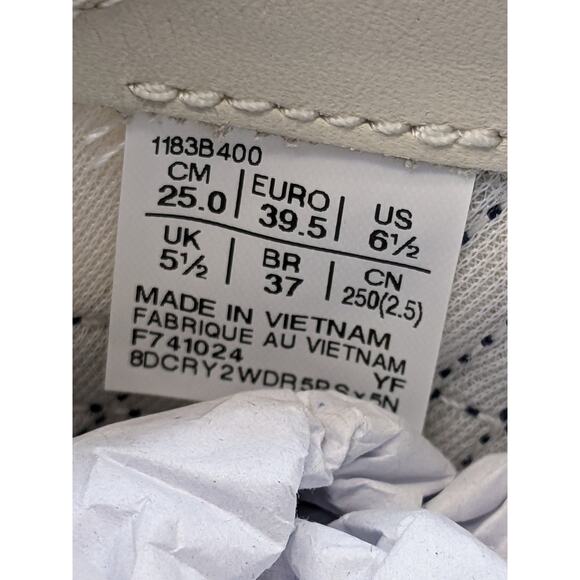 1183B400
CM EURO US
25.0 39.5 6½
UK BR CN
5½ 37 250(2.5)
MADE IN VIETNAM
FABRIQUE AU VIETNAM
F741024 YF